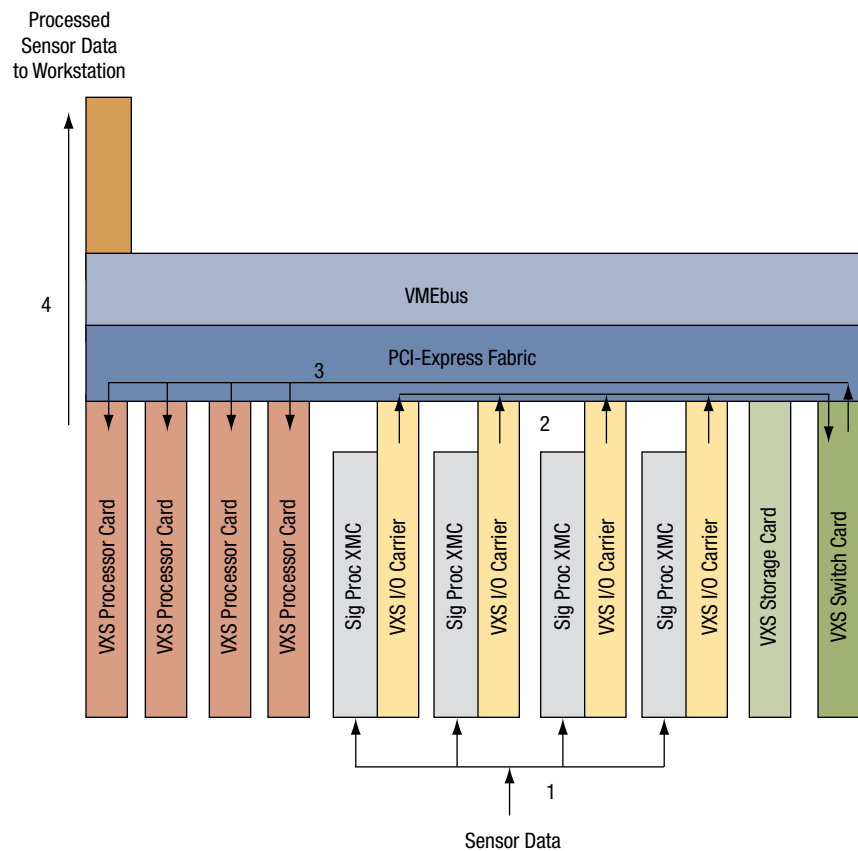 Processed
Sensor Data
to Workstation
4
VMEbus
PCI-Express Fabric
3
2
VXS Processor Card
VXS Processor Card
VXS Processor Card
VXS Processor Card
Sig Proc XMC
VXS I/O Carrier
Sig Proc XMC
VXS I/O Carrier
Sig Proc XMC
VXS I/O Carrier
Sig Proc XMC
VXS I/O Carrier
VXS Storage Card
VXS Switch Card
1
Sensor Data